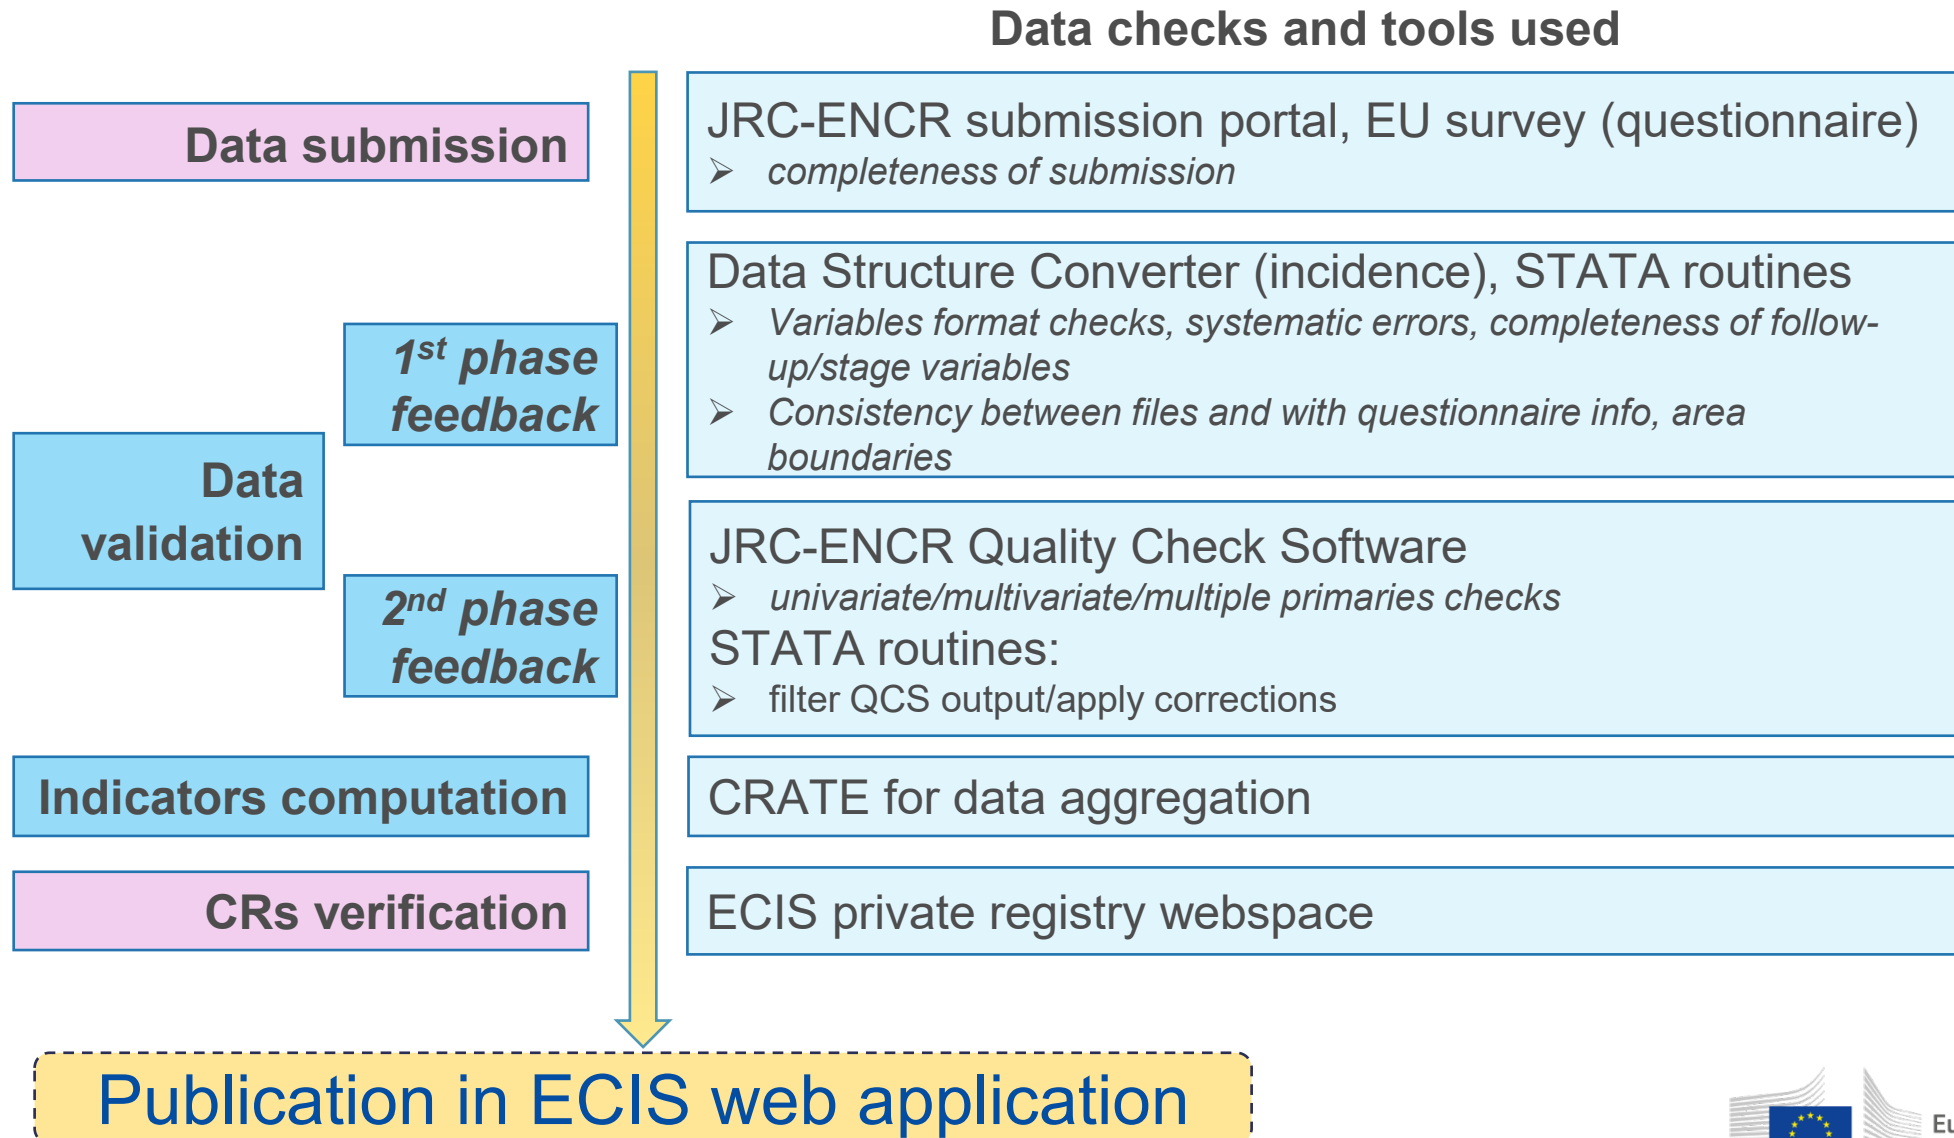 Data checks and tools used
Data submission
JRC-ENCR submission portal, EU survey (questionnaire)
➢ completeness of submission
Data validation
1st phase
feedback
Data Structure Converter (incidence), STATA routines
➢ Variables format checks, systematic errors, completeness of follow-
up/stage variables
➢ Consistency between files and with questionnaire info, area
boundaries
2nd phase
feedback
JRC-ENCR Quality Check Software
➢ univariate/multivariate/multiple primaries checks
STATA routines:
➢ filter QCS output/apply corrections
Indicators computation
CRATE for data aggregation
CRs verification
ECIS private registry webspace
Publication in ECIS web application